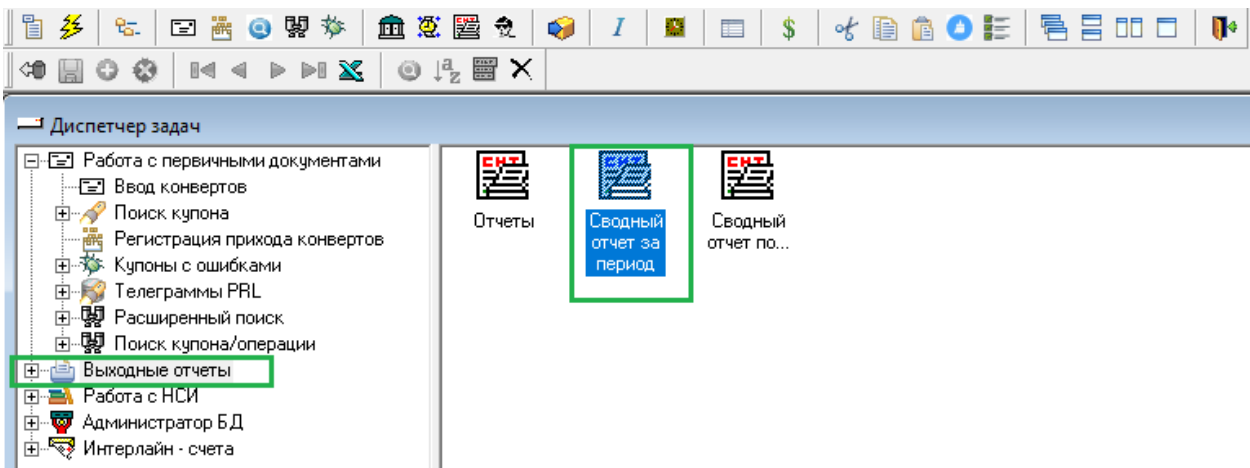 Диспетчер задач
Работа с первичными документами
Ввод конвертов
Поиск купона
Регистрация прихода конвертов
Купоны с ошибками
Телеграммы PRL
Расширенный поиск
Поиск купона/операции
Выходные отчеты
Работа с НСИ
Администратор БД
Интерлайн - счета
Отчеты
Сводный
отчет за
период
Сводный
отчет по...